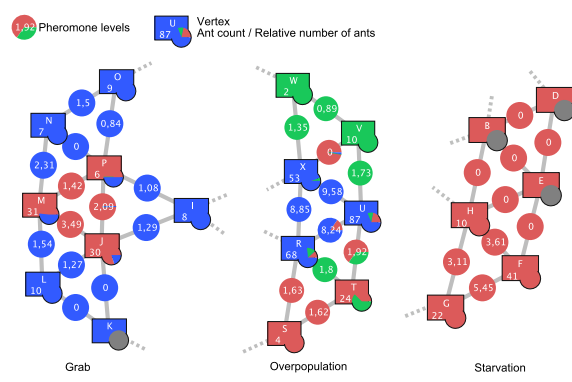 1,92 Pheromone levels
U
87
Vertex
Ant count / Relative number of ants
O
9
1,5
0,84
N
7
0
2,31
P
6
1,42
1,08
M
31
2,09
I
8
3,49
1,29
1,54
J
30
1,27
L
10
0
0
K
Grab
W
2
0,89
1,35
V
10
0
X
53
1,73
9,58
8,85
U
87
8,24
R
68
1,92
1,8
1,63
T
24
1,62
S
4
Overpopulation
D
0
B
0
0
0
E
0
H
10
0
3,61
3,11
F
41
5,45
G
22
Starvation